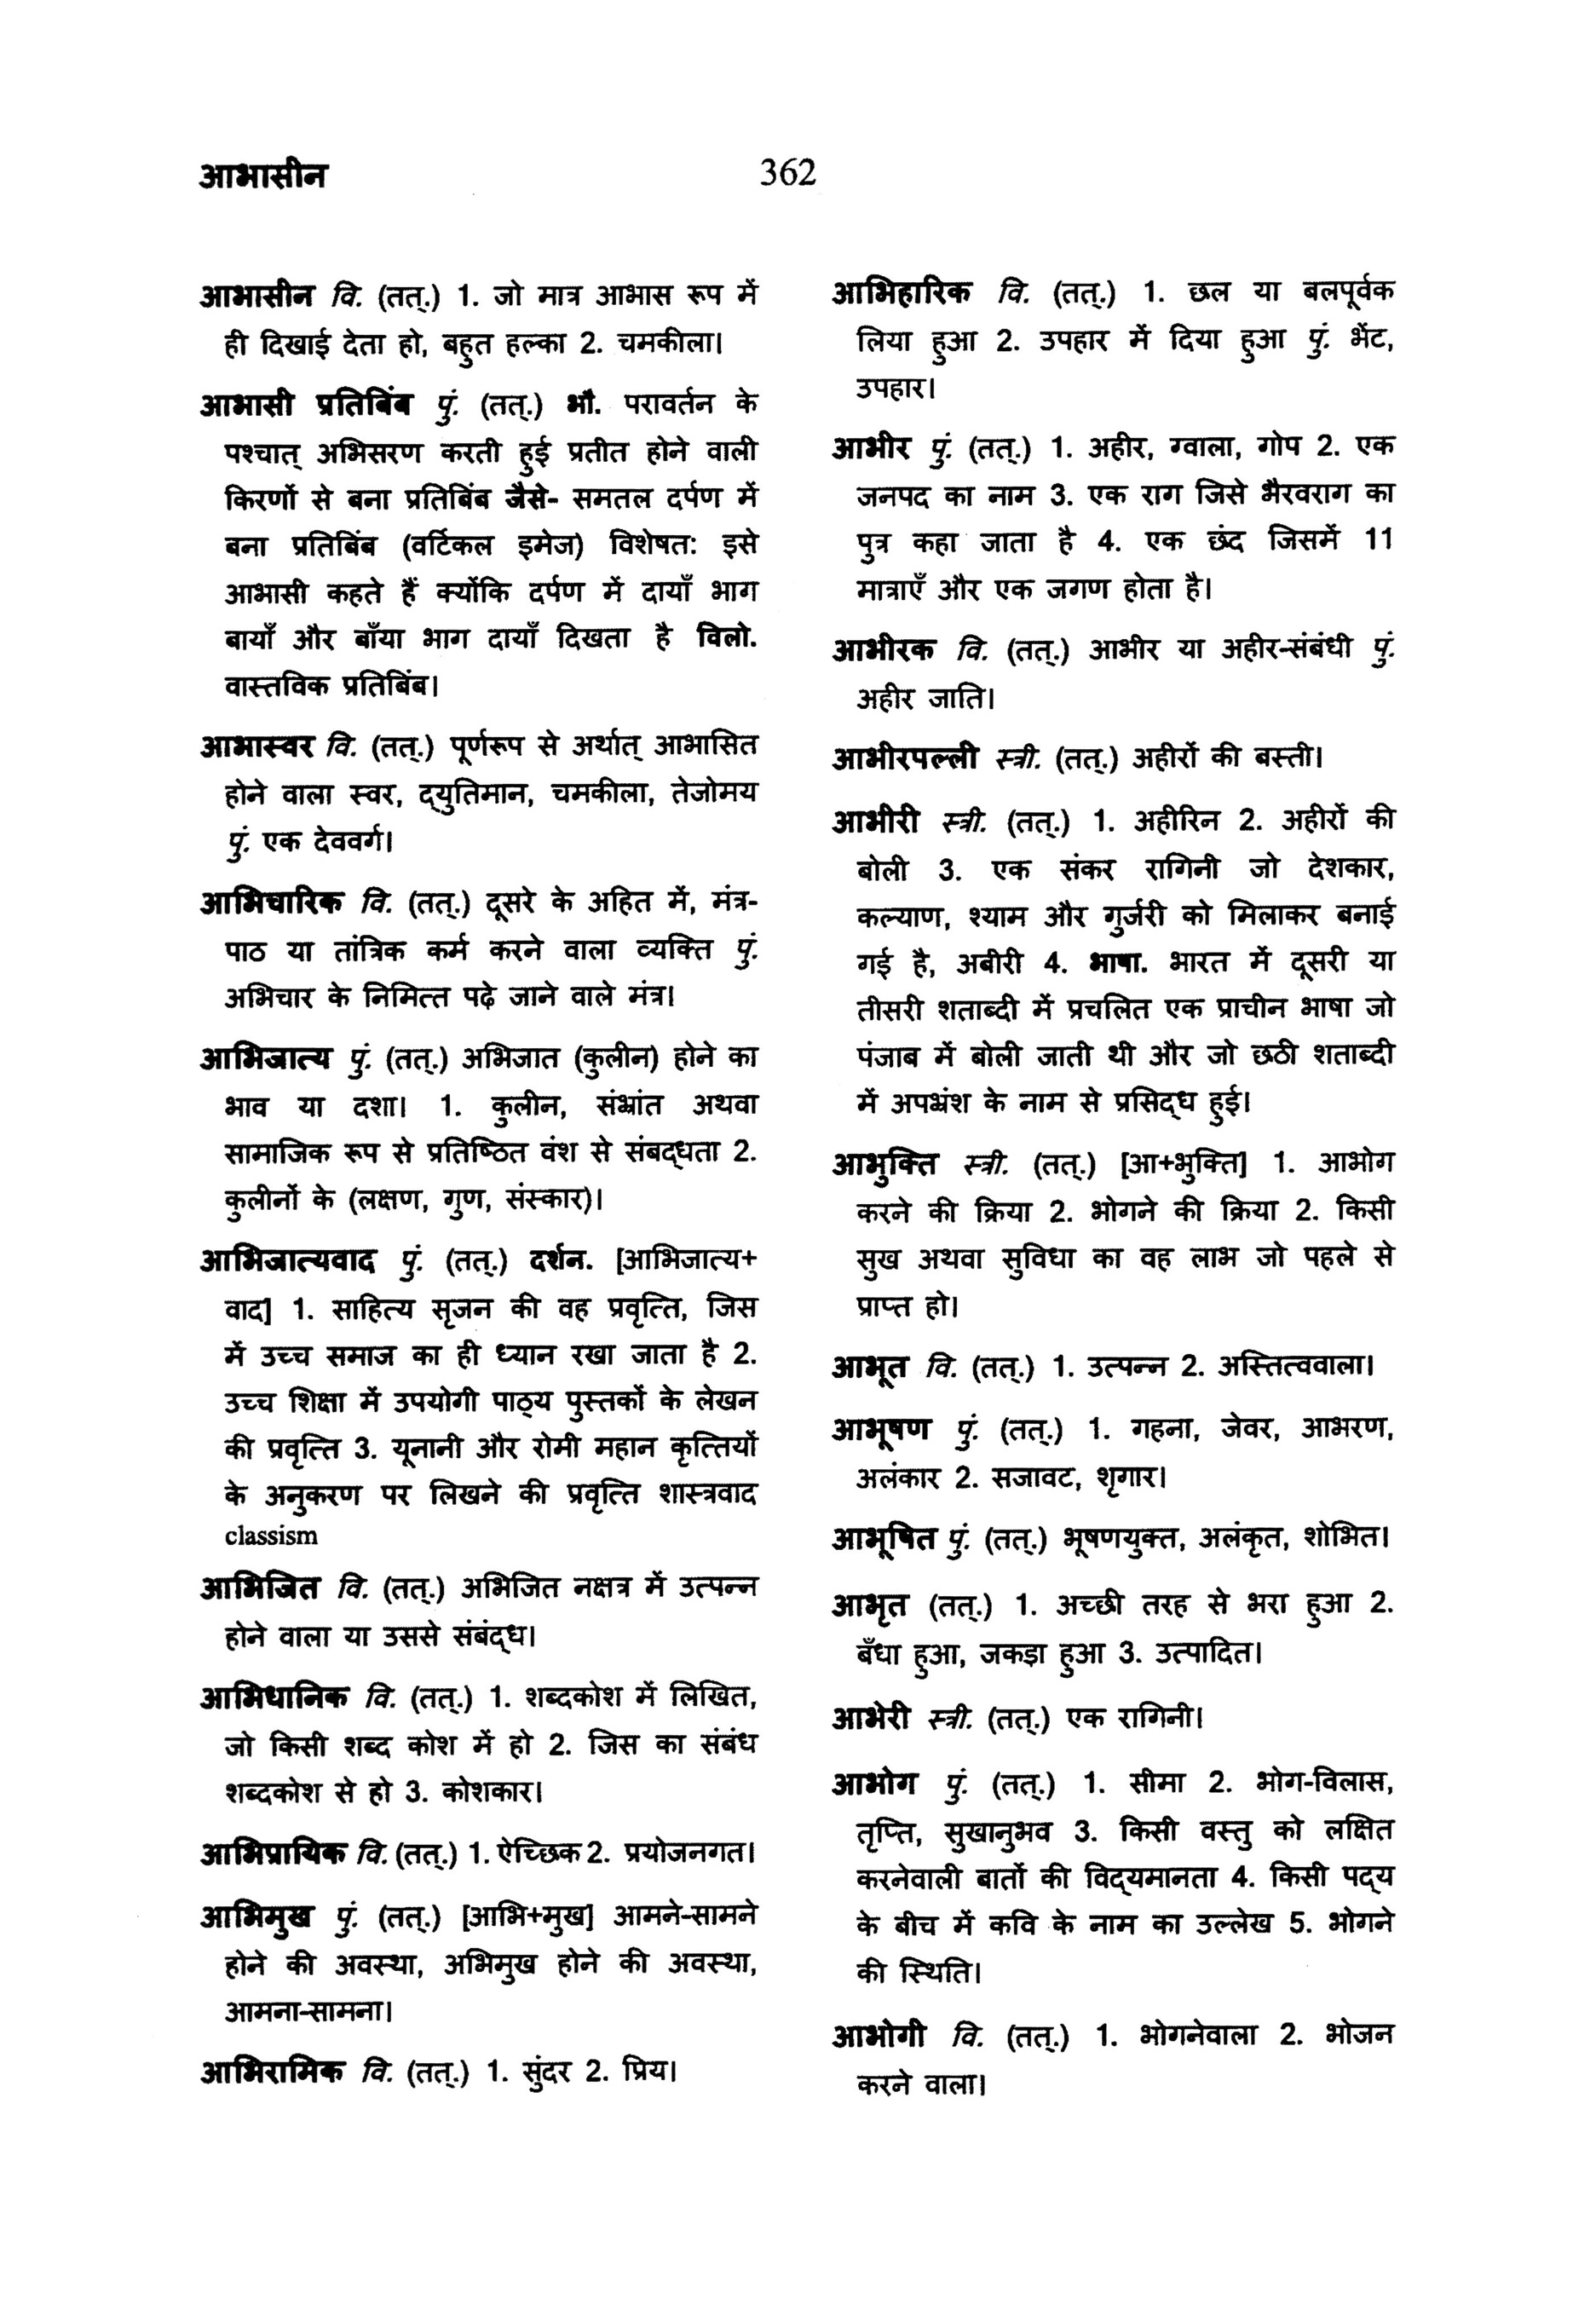 आभासीन
362
आभासीन वि. (तत्.) 1. जो मात्र आभास रूप में
ही दिखाई देता हो, बहुत हल्का 2. चमकीला।
आभासी प्रतिबिंब पुं. (तत्.) भौ. परावर्तन के
पश्चात् अभिसरण करती हुई प्रतीत होने वाली
किरणों से बना प्रतिबिंब जैसे- समतल दर्पण में
बना प्रतिबिंब (वर्टिकल इमेज) विशेषत: इसे
आभासी कहते हैं क्योंकि दर्पण में दायाँ भाग
बायाँ और बाँया भाग दायाँ दिखता है विलो.
वास्तविक प्रतिबिंब।
आभास्वर वि. (तत्.) पूर्णरूप से अर्थात् आभासित
होने वाला स्वर, द्युतिमान, चमकीला, तेजोमय
पुं. एक देववर्ग।
आभिचारिक वि. (तत्.) दूसरे के अहित में, मंत्र-
पाठ या तांत्रिक कर्म करने वाला व्यक्ति पुं.
अभिचार के निमित्त पढ़े जाने वाले मंत्र।
आभिजात्य पुं. (तत्.) अभिजात (कुलीन) होने का
भाव या दशा। 1. कुलीन, संभ्रांत अथवा
सामाजिक रूप से प्रतिष्ठित वंश से संबद्धता 2.
कुलीनों के (लक्षण, गुण, संस्कार)।
आभिजात्यवाद पुं. (तत्.) दर्शन. [आभिजात्य+
वाद] 1. साहित्य सृजन की वह प्रवृत्ति, जिस
में उच्च समाज का ही ध्यान रखा जाता है 2.
उच्च शिक्षा में उपयोगी पाठ्य पुस्तकों के लेखन
की प्रवृत्ति 3. यूनानी और रोमी महान कृत्तियों
के अनुकरण पर लिखने की प्रवृत्ति शास्त्रवाद
classism
आभिजित वि. (तत्.) अभिजित नक्षत्र में उत्पन्न
होने वाला या उससे संबंद्ध।
आभिधानिक वि. (तत्.) 1. शब्दकोश में लिखित,
जो किसी शब्द कोश में हो 2. जिस का संबंध
शब्दकोश से हो 3. कोशकार।
आभिप्रायिक वि. (तत्.) 1. ऐच्छिक 2. प्रयोजनगत।
आभिमुख पुं. (तत्.) [आभि+मुख] आमने-सामने
होने की अवस्था, अभिमुख होने की अवस्था,
आमना-सामना।
आभिरामिक वि. (तत्.) 1. सुंदर 2. प्रिय।
आभिहारिक वि. (तत्.) 1. छल या बलपूर्वक
लिया हुआ 2. उपहार में दिया हुआ पुं. भेंट,
उपहार।
आभीर पुं. (तत्.) 1. अहीर, ग्वाला, गोप 2. एक
जनपद का नाम 3. एक राग जिसे भैरवराग का
पुत्र कहा जाता है 4. एक छंद जिसमें 11
मात्राएँ और एक जगण होता है।
आभीरक वि. (तत्.) आभीर या अहीर-संबंधी पुं.
अहीर जाति।
आभीरपल्ली स्त्री. (तत्.) अहीरों की बस्ती।
आभीरी स्त्री. (तत्.) 1. अहीरिन 2. अहीरों की
बोली 3. एक संकर रागिनी जो देशकार,
कल्याण, श्याम और गुर्जरी को मिलाकर बनाई
गई है, अबीरी 4. भाषा. भारत में दूसरी या
तीसरी शताब्दी में प्रचलित एक प्राचीन भाषा जो
पंजाब में बोली जाती थी और जो छठी शताब्दी
में अपभ्रंश के नाम से प्रसिद्ध हुई।
आभुक्ति स्त्री. (तत्.) [आ+भुक्ति] 1. आभोग
करने की क्रिया 2. भोगने की क्रिया 2. किसी
सुख अथवा सुविधा का वह लाभ जो पहले से
प्राप्त हो।
आभूत वि. (तत्.) 1. उत्पन्न 2. अस्तित्ववाला।
आभूषण पुं. (तत्.) 1. गहना, जेवर, आभरण,
अलंकार 2. सजावट, शृगार।
आभूषित पुं. (तत्.) भूषणयुक्त, अलंकृत, शोभित।
आभृत (तत्.) 1. अच्छी तरह से भरा हुआ 2.
बँधा हुआ, जकड़ा हुआ 3. उत्पादित।
आभेरी स्त्री. (तत्.) एक रागिनी।
आभोग पुं. (तत्.) 1. सीमा 2. भोग-विलास,
तृप्ति, सुखानुभव 3. किसी वस्तु को लक्षित
करनेवाली बातों की विद्यमानता 4. किसी पद्य
के बीच में कवि के नाम का उल्लेख 5. भोगने
की स्थिति।
आभोगी वि. (तत्.) 1. भोगनेवाला 2. भोजन
करने वाला।